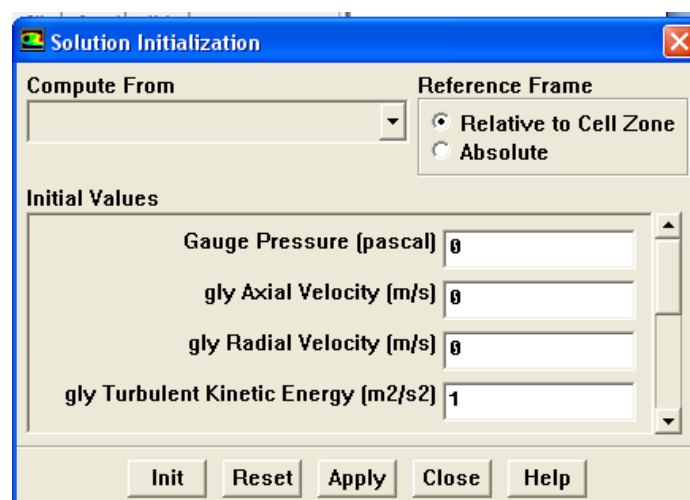 Solution Initialization
Compute From
Reference Frame
Relative to Cell Zone
Absolute
Initial Values
Gauge Pressure (pascal) 0
gly Axial Velocity (m/s) 0
gly Radial Velocity (m/s) 0
gly Turbulent Kinetic Energy (m2/s2) 1
Init Reset Apply Close Help